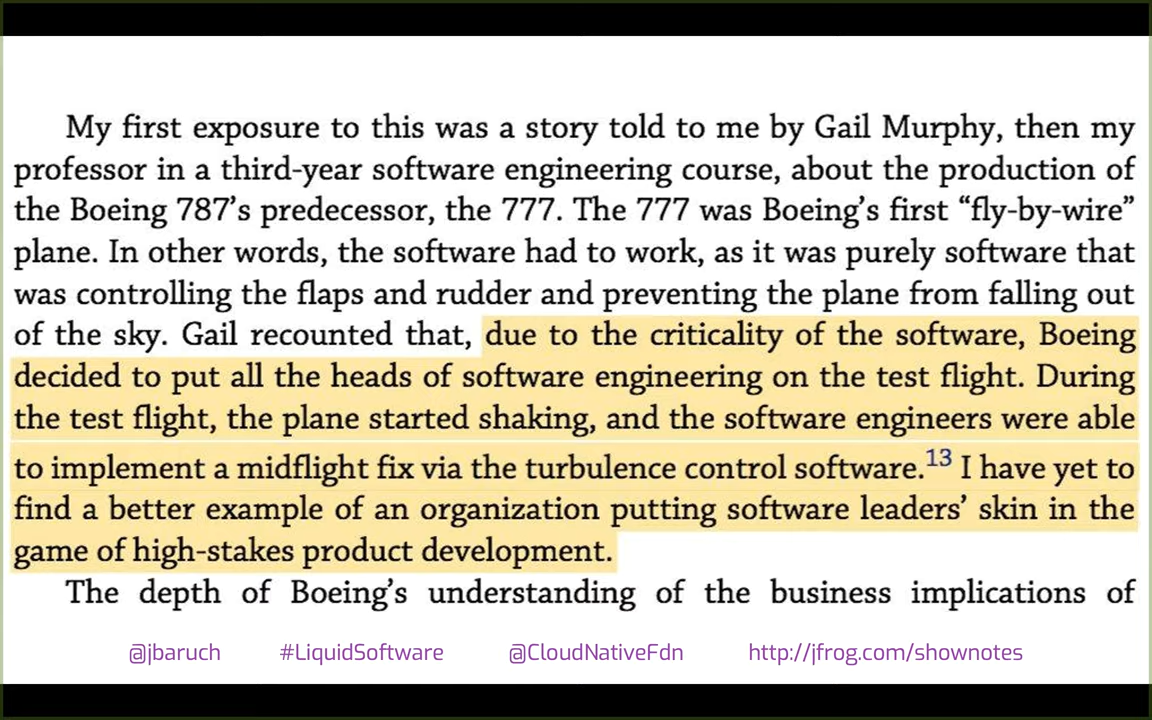 My first exposure to this was a story told to me by Gail Murphy, then my
professor in a third-year software engineering course, about the production of
the Boeing 787’s predecessor, the 777. The 777 was Boeing’s first “fly-by-wire”
plane. In other words, the software had to work, as it was purely software that
was controlling the flaps and rudder and preventing the plane from falling out
of the sky. Gail recounted that, due to the criticality of the software, Boeing
decided to put all the heads of software engineering on the test flight. During
the test flight, the plane started shaking, and the software engineers were able
to implement a midflight fix via the turbulence control software.13 I have yet to
find a better example of an organization putting software leaders’ skin in the
game of high-stakes product development.
The depth of Boeing’s understanding of the business implications of
@jbaruch #LiquidSoftware @CloudNativeFdn http://jfrog.com/shownotes